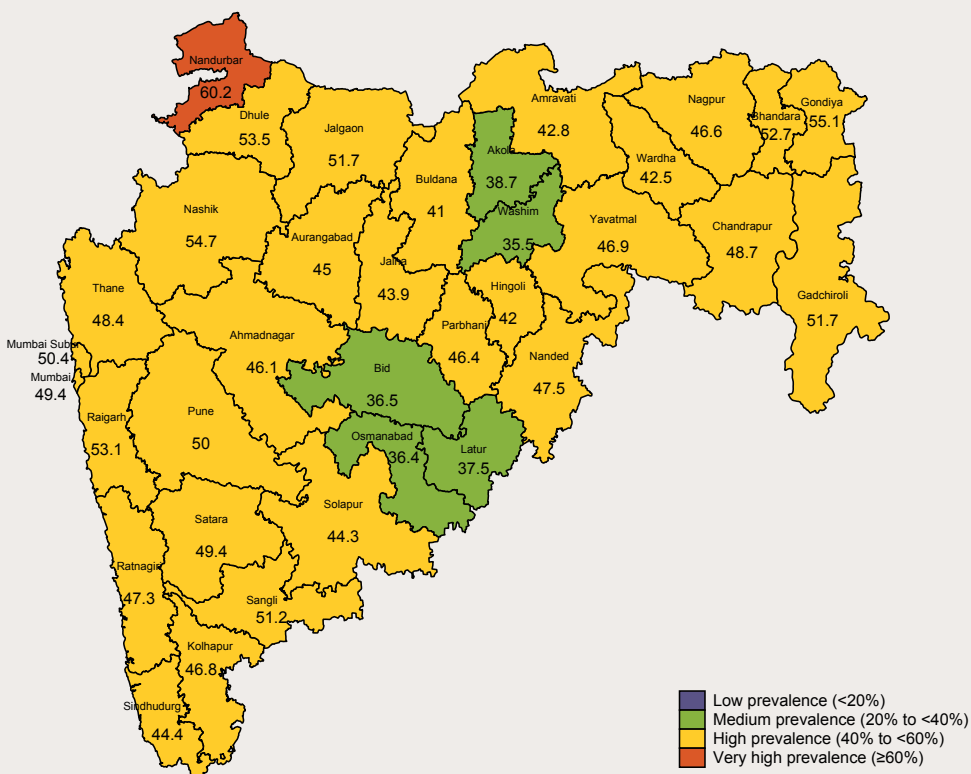 Nandurbar
60.2
Dhule
53.5
Jalgaon
51.7
Buldana
41
Akola
38.7
Washim
35.5
Amravati
42.8
Wardha
42.5
Nagpur
46.6
Bhandara
52.7
Gondiya
55.1
Nashik
54.7
Aurangabad
45
Jalna
43.9
Yavatmal
46.9
Chandrapur
48.7
Gadchiroli
51.7
Hingoli
42
Parbhani
46.4
Nanded
47.5
Thane
48.4
Mumbai Subu
50.4
Mumbai
49.4
Ahmadnagar
46.1
Bid
36.5
Raigarh
53.1
Pune
50
Osmanabad
36.4
Latur
37.5
Solapur
44.3
Satara
49.4
Ratnagiri
47.3
Sangli
51.2
Kolhapur
46.8
Sindhudurg
44.4
Low prevalence (<20%)
Medium prevalence (20% to <40%)
High prevalence (40% to <60%)
Very high prevalence (≥60%)